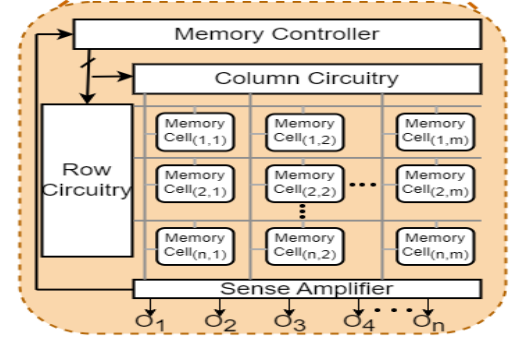 Memory Controller
Column Circuitry
Row
Circuitry
Memory
Cell(1,1)
Memory
Cell(1,2)
Memory
Cell(1,m)
Memory
Cell(2,1)
Memory
Cell(2,2)
Memory
Cell(2,m)
Memory
Cell(n,1)
Memory
Cell(n,2)
Memory
Cell(n,m)
Sense Amplifier
O1 O2 O3 O4 On